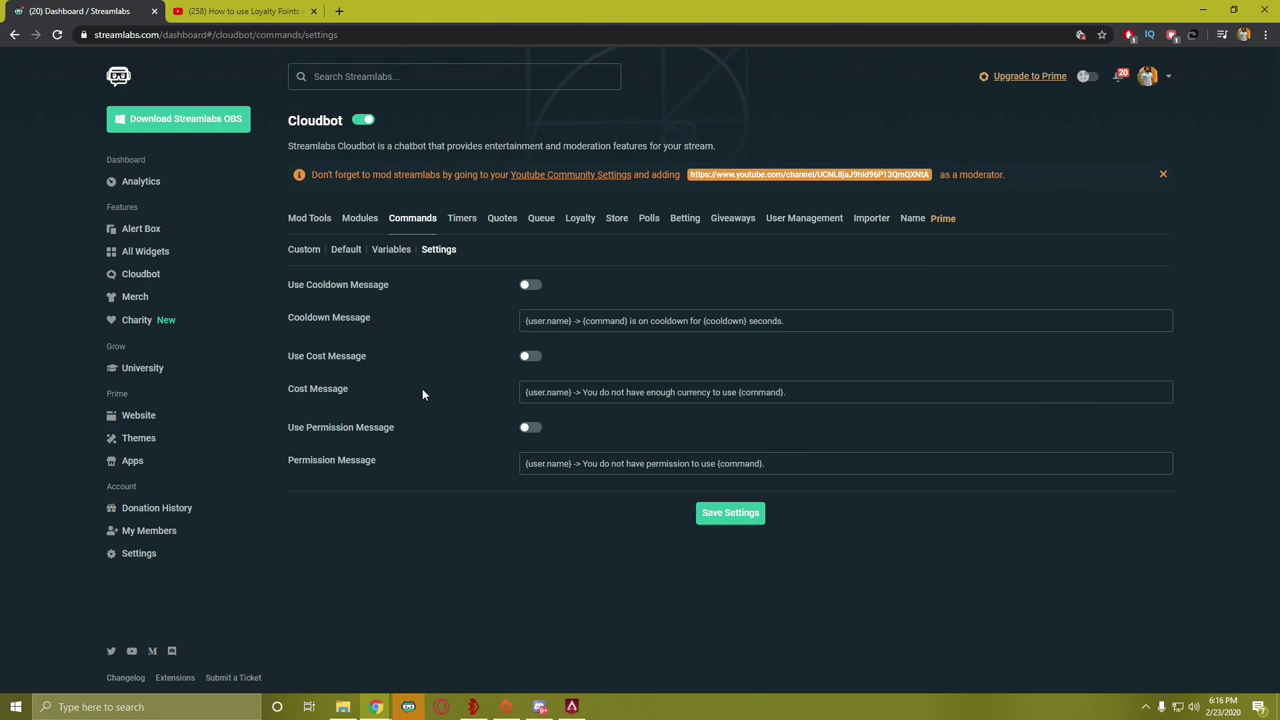 (20) Dashboard / Streamlabs
(258) How to use Loyalty Points
streamlabs.com/dashboard#/cloudbot/commands/settings
Search Streamlabs...
Upgrade to Prime
20
Download Streamlabs OBS
Dashboard
Analytics
Features
Alert Box
All Widgets
Cloudbot
Merch
Charity New
Grow
University
Prime
Website
Themes
Apps
Account
Donation History
My Members
Settings
Changelog Extensions Submit a Ticket
Cloudbot
Streamlabs Cloudbot is a chatbot that provides entertainment and moderation features for your stream.
Don't forget to mod streamlabs by going to your Youtube Community Settings and adding https://www.youtube.com/channel/UCNL8jaJ9hId96P13QmQXNtA as a moderator.
Mod Tools Modules Commands Timers Quotes Queue Loyalty Store Polls Betting Giveaways User Management Importer Name Prime
Custom Default Variables Settings
Use Cooldown Message
Cooldown Message
{user.name} -> {command} is on cooldown for {cooldown} seconds.
Use Cost Message
Cost Message
{user.name} -> You do not have enough currency to use {command}.
Use Permission Message
Permission Message
{user.name} -> You do not have permission to use {command}.
Save Settings
Type here to search
6:16 PM
2/23/2020